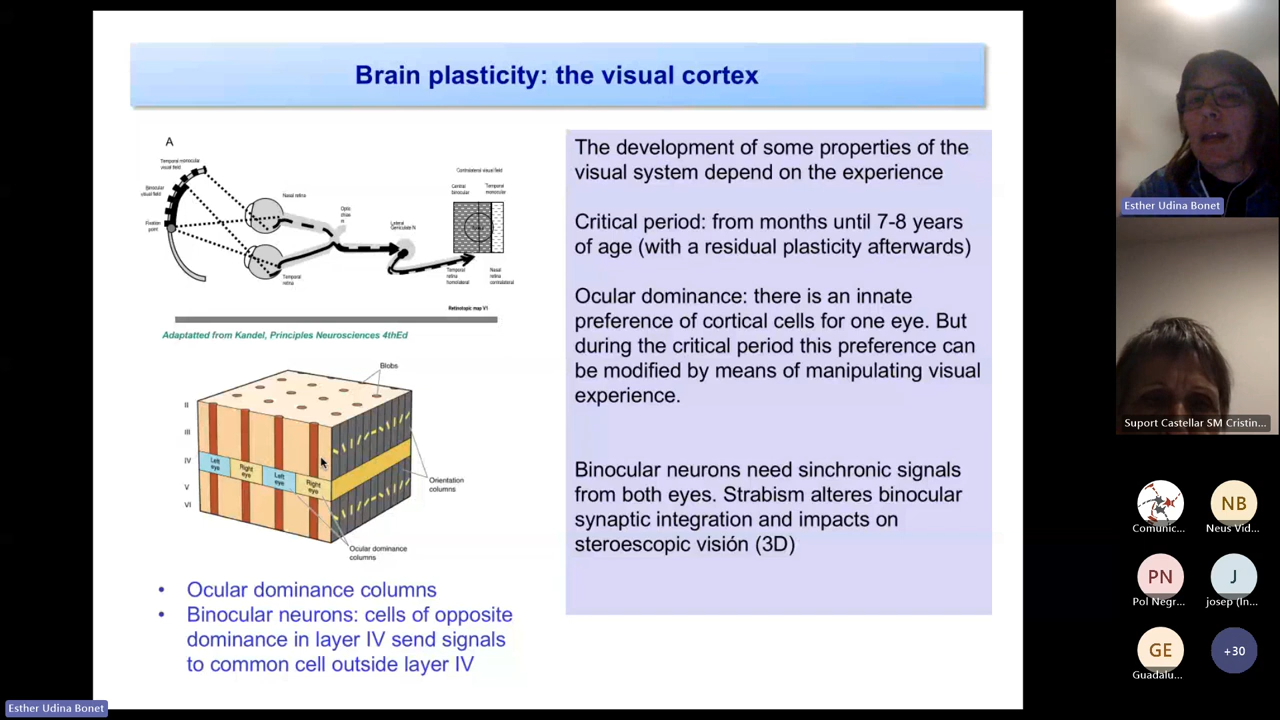 Brain plasticity: the visual cortex
A
Temporal monocular
visual field
Binocular
visual field
Fixation
point
Nasal retina
Temporal
retina
Optic
chias
m
Lateral
Geniculate N
Contralateral visual field
Central
binocular
Temporal
monocular
Temporal
retina
homolateral
Nasal
retina
contralateral
Retinotopic map V1
Adaptatted from Kandel, Principles Neurosciences 4thEd
Blobs
II
III
IV
V
VI
Left
eye
Right
eye
Left
eye
Right
eye
Orientation
columns
Ocular dominance
columns
• Ocular dominance columns
• Binocular neurons: cells of opposite
dominance in layer IV send signals
to common cell outside layer IV
The development of some properties of the
visual system depend on the experience
Critical period: from months until 7-8 years
of age (with a residual plasticity afterwards)
Ocular dominance: there is an innate
preference of cortical cells for one eye. But
during the critical period this preference can
be modified by means of manipulating visual
experience.
Binocular neurons need sinchronic signals
from both eyes. Strabism alteres binocular
synaptic integration and impacts on
steroescopic visión (3D)
Esther Udina Bonet
Esther Udina Bonet
Suport Castellar SM Cristin...
Comunic...
NB
Neus Vid...
PN
Pol Negr...
J
josep (In...
GE
Guadalu...
+30